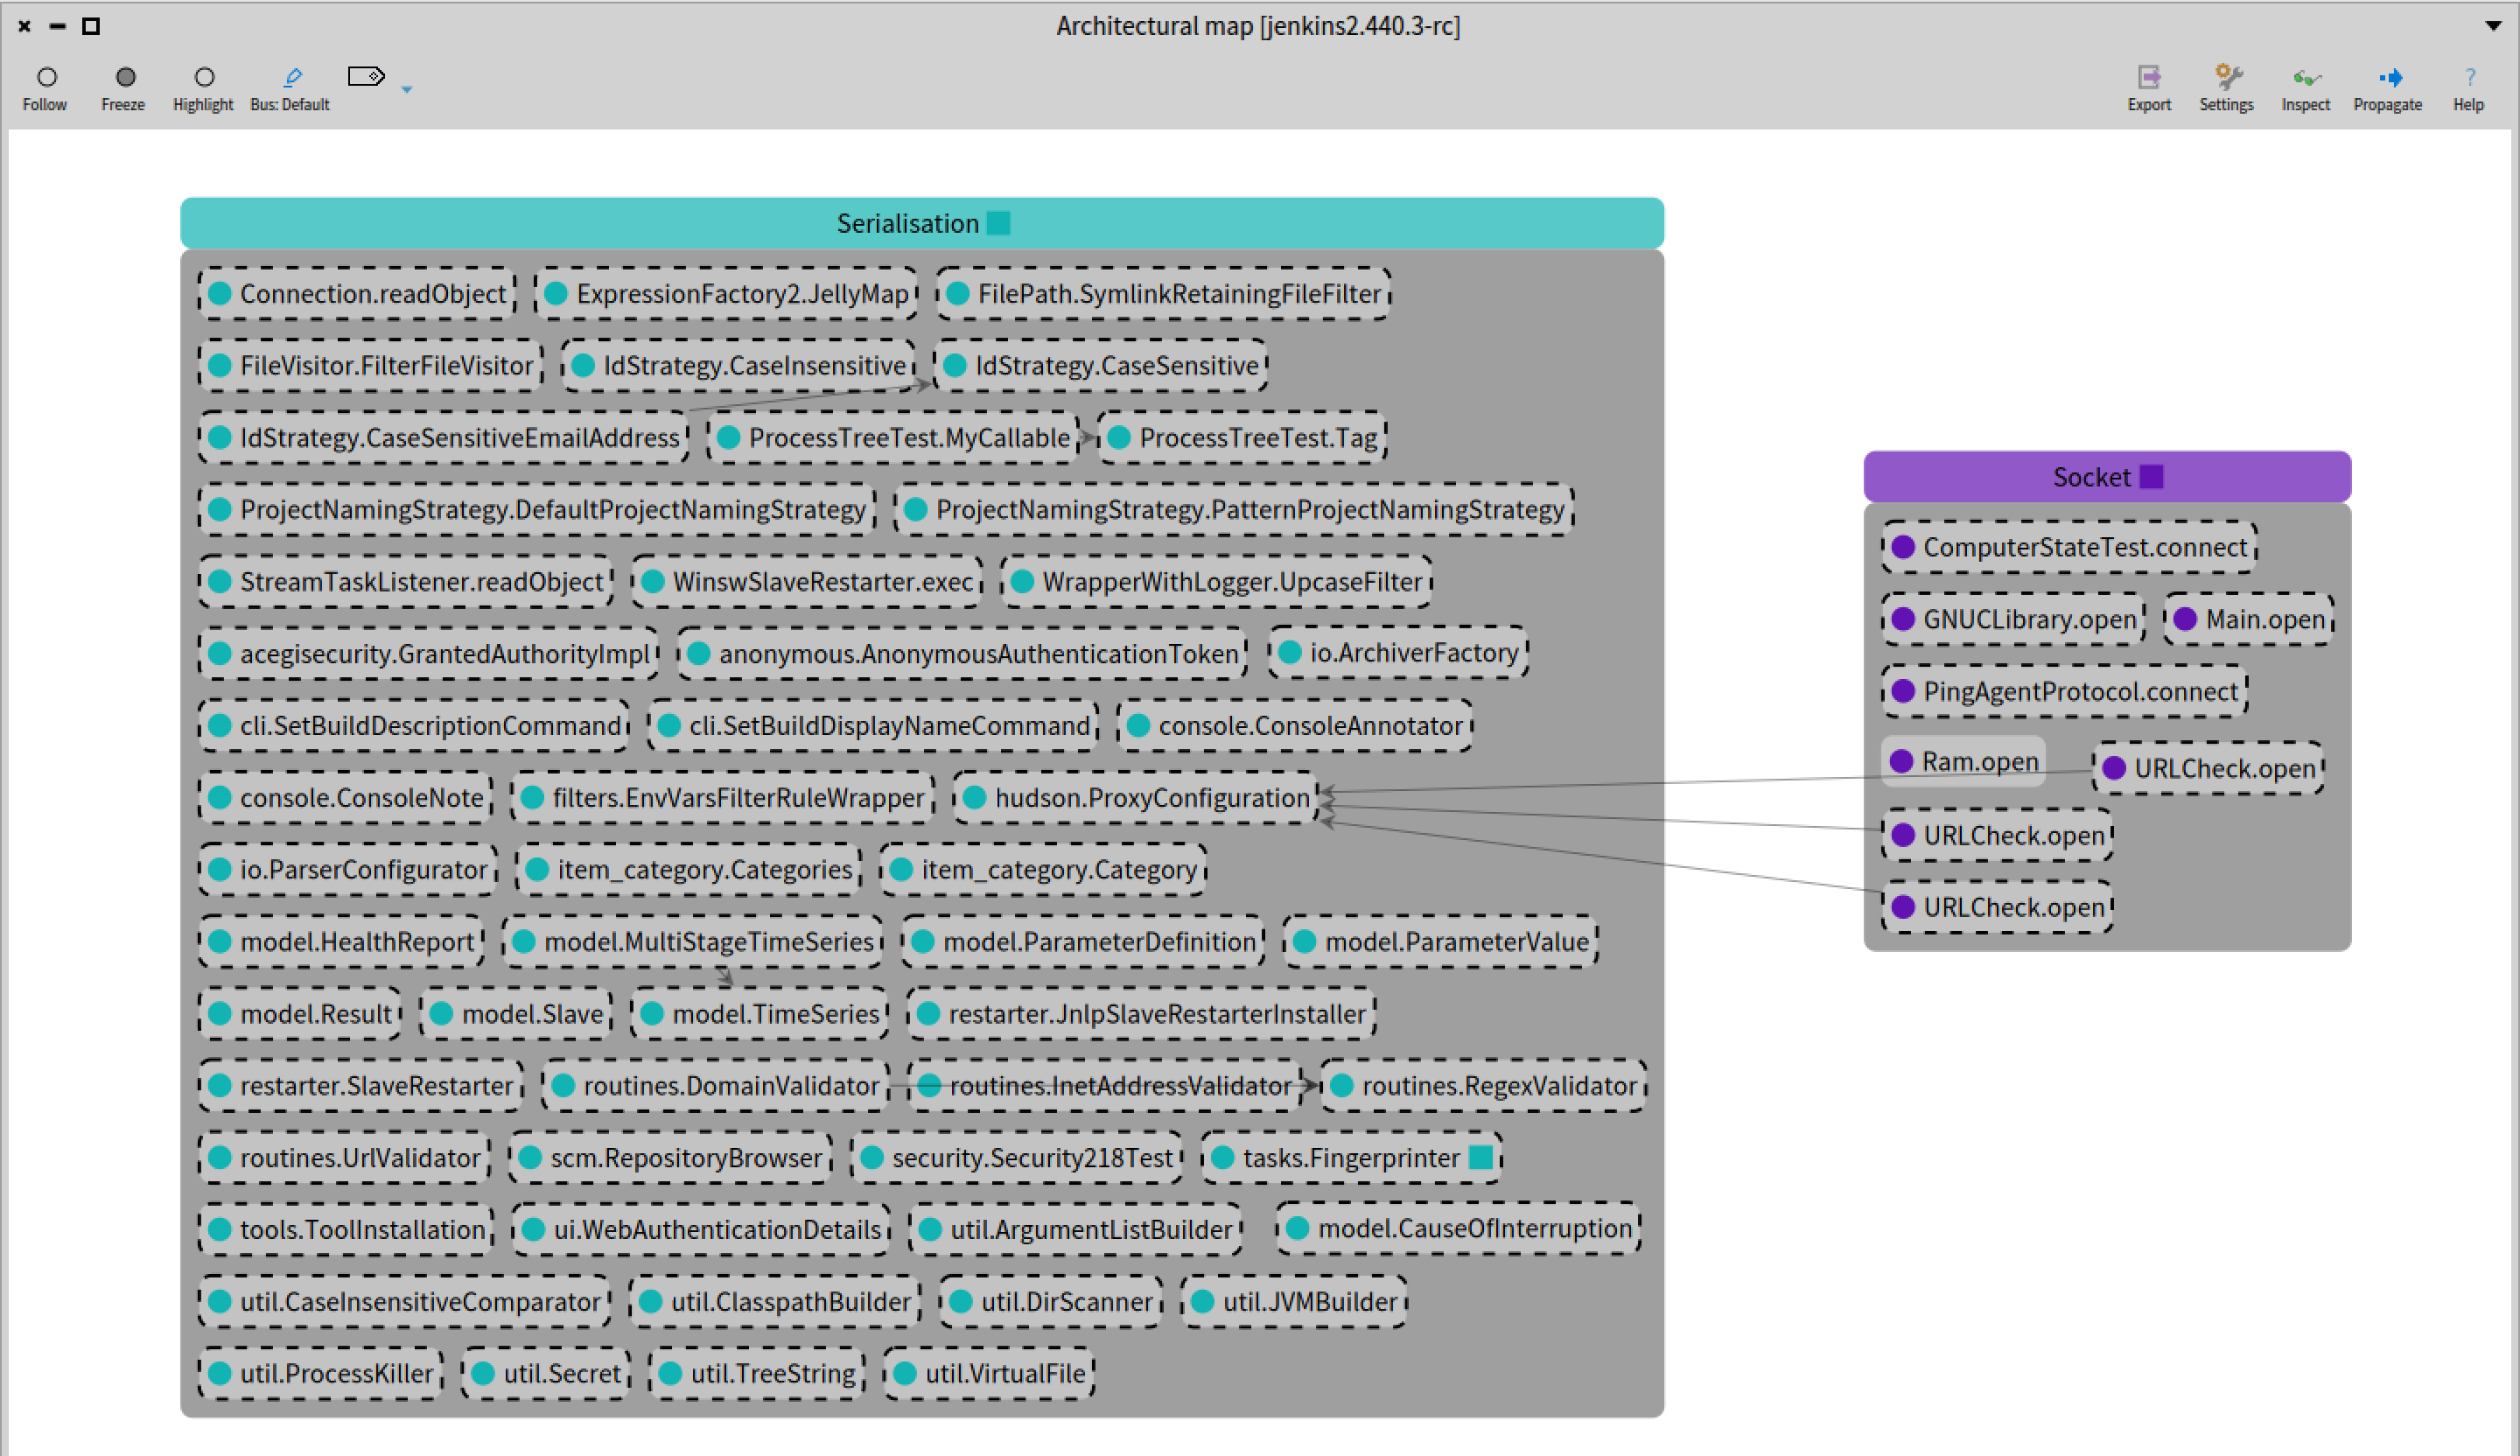 Architectural map [jenkins2.440.3-rc]
Follow Freeze Highlight Bus: Default Export Settings Inspect Propagate Help
Serialisation
Connection.readObject ExpressionFactory2.JellyMap FilePath.SymlinkRetainingFileFilter
FileVisitor.FilterFileVisitor IdStrategy.CaseInsensitive IdStrategy.CaseSensitive
IdStrategy.CaseSensitiveEmailAddress ProcessTreeTest.MyCallable ProcessTreeTest.Tag
ProjectNamingStrategy.DefaultProjectNamingStrategy ProjectNamingStrategy.PatternProjectNamingStrategy
StreamTaskListener.readObject WinswSlaveRestarter.exec WrapperWithLogger.UpcaseFilter
acegisecurity.GrantedAuthorityImpl anonymous.AnonymousAuthenticationToken io.ArchiverFactory
cli.SetBuildDescriptionCommand cli.SetBuildDisplayNameCommand console.ConsoleAnnotator
console.ConsoleNote filters.EnvVarsFilterRuleWrapper hudson.ProxyConfiguration
io.ParserConfigurator item_category.Categories item_category.Category
model.HealthReport model.MultiStageTimeSeries model.ParameterDefinition model.ParameterValue
model.Result model.Slave model.TimeSeries restarter.JnlpSlaveRestarterInstaller
restarter.SlaveRestarter routines.DomainValidator routines.InetAddressValidator routines.RegexValidator
routines.UrlValidator scm.RepositoryBrowser security.Security218Test tasks.Fingerprinter
tools.ToolInstallation ui.WebAuthenticationDetails util.ArgumentListBuilder model.CauseOfInterruption
util.CaseInsensitiveComparator util.ClasspathBuilder util.DirScanner util.JVMBuilder
util.ProcessKiller util.Secret util.TreeString util.VirtualFile
Socket
ComputerStateTest.connect
GNUCLibrary.open Main.open
PingAgentProtocol.connect
Ram.open URLCheck.open
URLCheck.open
URLCheck.open